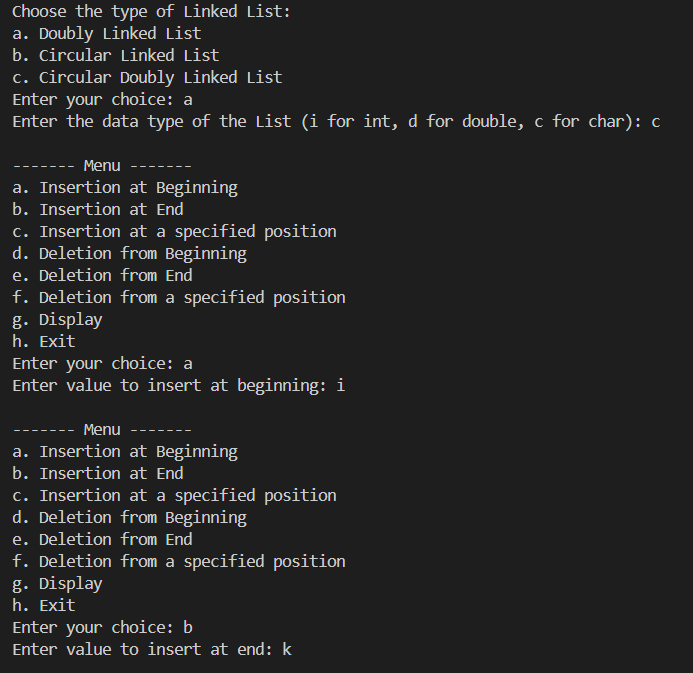 Choose the type of Linked List:
a. Doubly Linked List
b. Circular Linked List
c. Circular Doubly Linked List
Enter your choice: a
Enter the data type of the List (i for int, d for double, c for char): c
------- Menu -------
a. Insertion at Beginning
b. Insertion at End
c. Insertion at a specified position
d. Deletion from Beginning
e. Deletion from End
f. Deletion from a specified position
g. Display
h. Exit
Enter your choice: a
Enter value to insert at beginning: i
------- Menu -------
a. Insertion at Beginning
b. Insertion at End
c. Insertion at a specified position
d. Deletion from Beginning
e. Deletion from End
f. Deletion from a specified position
g. Display
h. Exit
Enter your choice: b
Enter value to insert at end: k